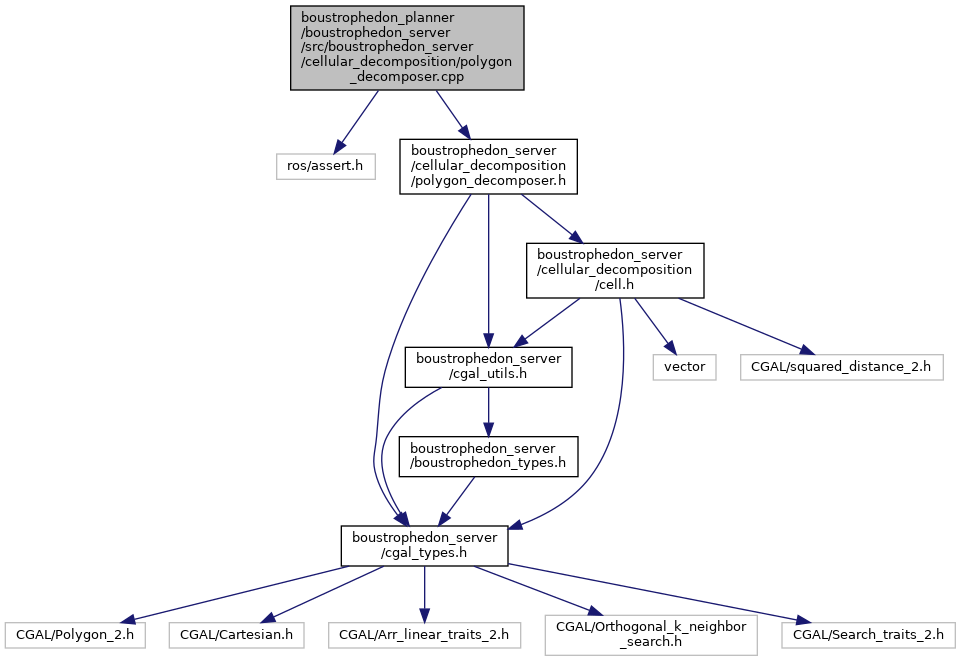 boustrophedon_planner
/boustrophedon_server
/src/boustrophedon_server
/cellular_decomposition/polygon
_decomposer.cpp
ros/assert.h
boustrophedon_server
/cellular_decomposition
/polygon_decomposer.h
boustrophedon_server
/cellular_decomposition
/cell.h
boustrophedon_server
/cgal_utils.h
vector
CGAL/squared_distance_2.h
boustrophedon_server
/boustrophedon_types.h
boustrophedon_server
/cgal_types.h
CGAL/Polygon_2.h
CGAL/Cartesian.h
CGAL/Arr_linear_traits_2.h
CGAL/Orthogonal_k_neighbor
_search.h
CGAL/Search_traits_2.h